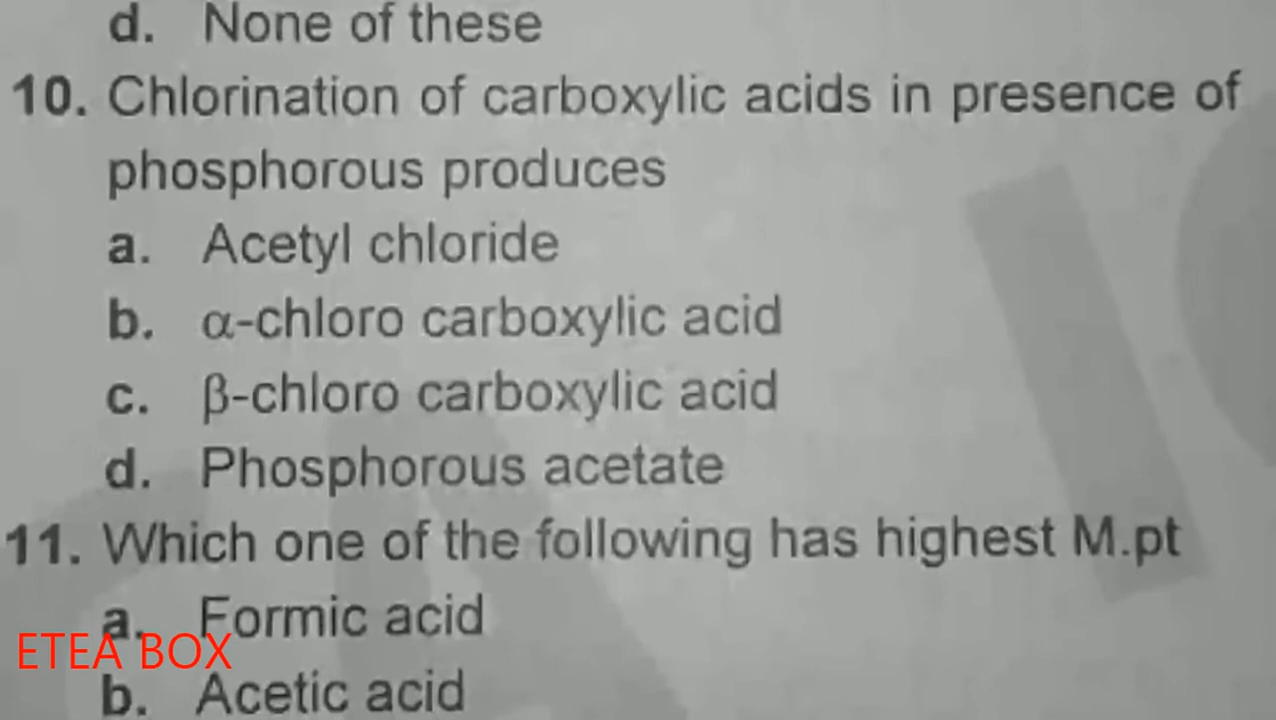 d. None of these
10. Chlorination of carboxylic acids in presence of
phosphorous produces
a. Acetyl chloride
b. α-chloro carboxylic acid
c. β-chloro carboxylic acid
d. Phosphorous acetate
11. Which one of the following has highest M.pt
a. Formic acid
ETEA BOX
b. Acetic acid